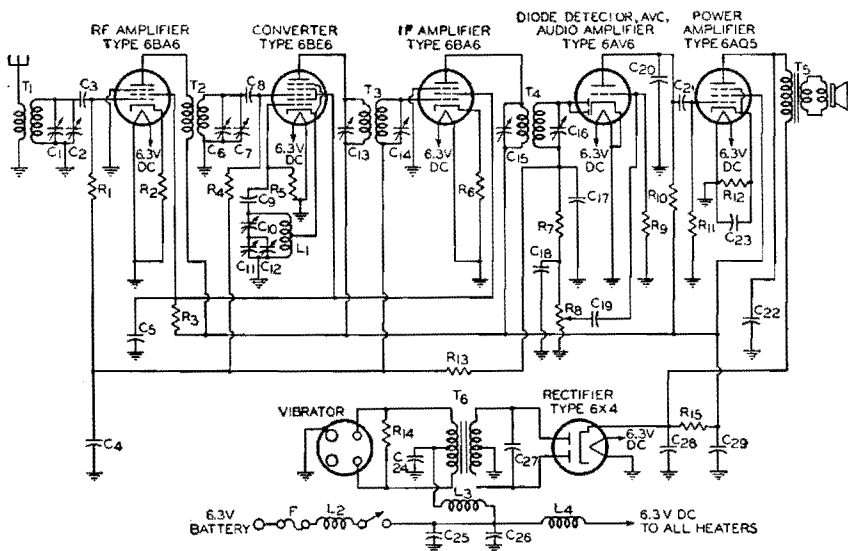 RF AMPLIFIER
TYPE 6BA6
CONVERTER
TYPE 6BE6
IF AMPLIFIER
TYPE 6BA6
DIODE DETECTOR, AVC,
AUDIO AMPLIFIER
TYPE 6AV6
POWER
AMPLIFIER
TYPE 6AQ5
T1
C3
T2
C8
T3
T4
C20
C21
T5
C1
C2
6.3V
DC
C6
C7
6.3V
DC
C13
C14
6.3V
DC
C15
C16
6.3V
DC
6.3V
DC
R1
R2
R4
C9
R5
R6
C17
R10
R12
C10
L1
R7
R9
R11
C23
C11
C12
C18
C5
R3
R8
C19
C22
R13
VIBRATOR
T6
RECTIFIER
TYPE 6X4
C4
R14
C24
C27
6.3V
DC
R15
C28
C29
L3
6.3V
BATTERY
F
L2
C25
C26
L4
6.3V DC
TO ALL HEATERS